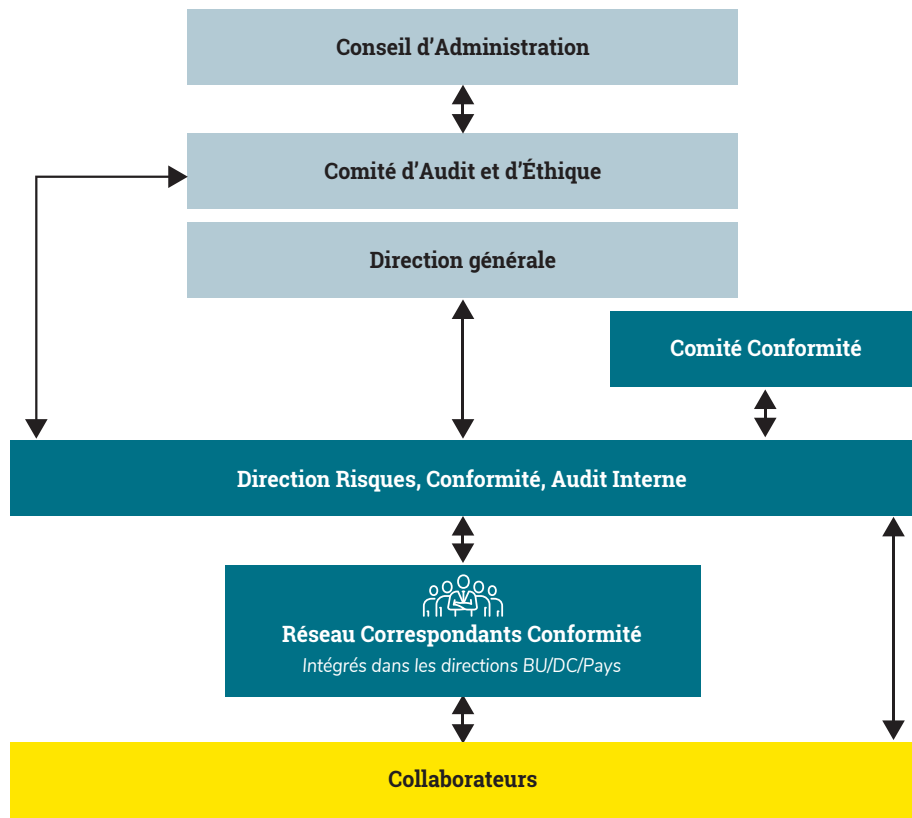 Conseil d’Administration
Comité d’Audit et d’Éthique
Direction générale
Comité Conformité
Direction Risques, Conformité, Audit Interne
Réseau Correspondants Conformité
Intégrés dans les directions BU/DC/Pays
Collaborateurs